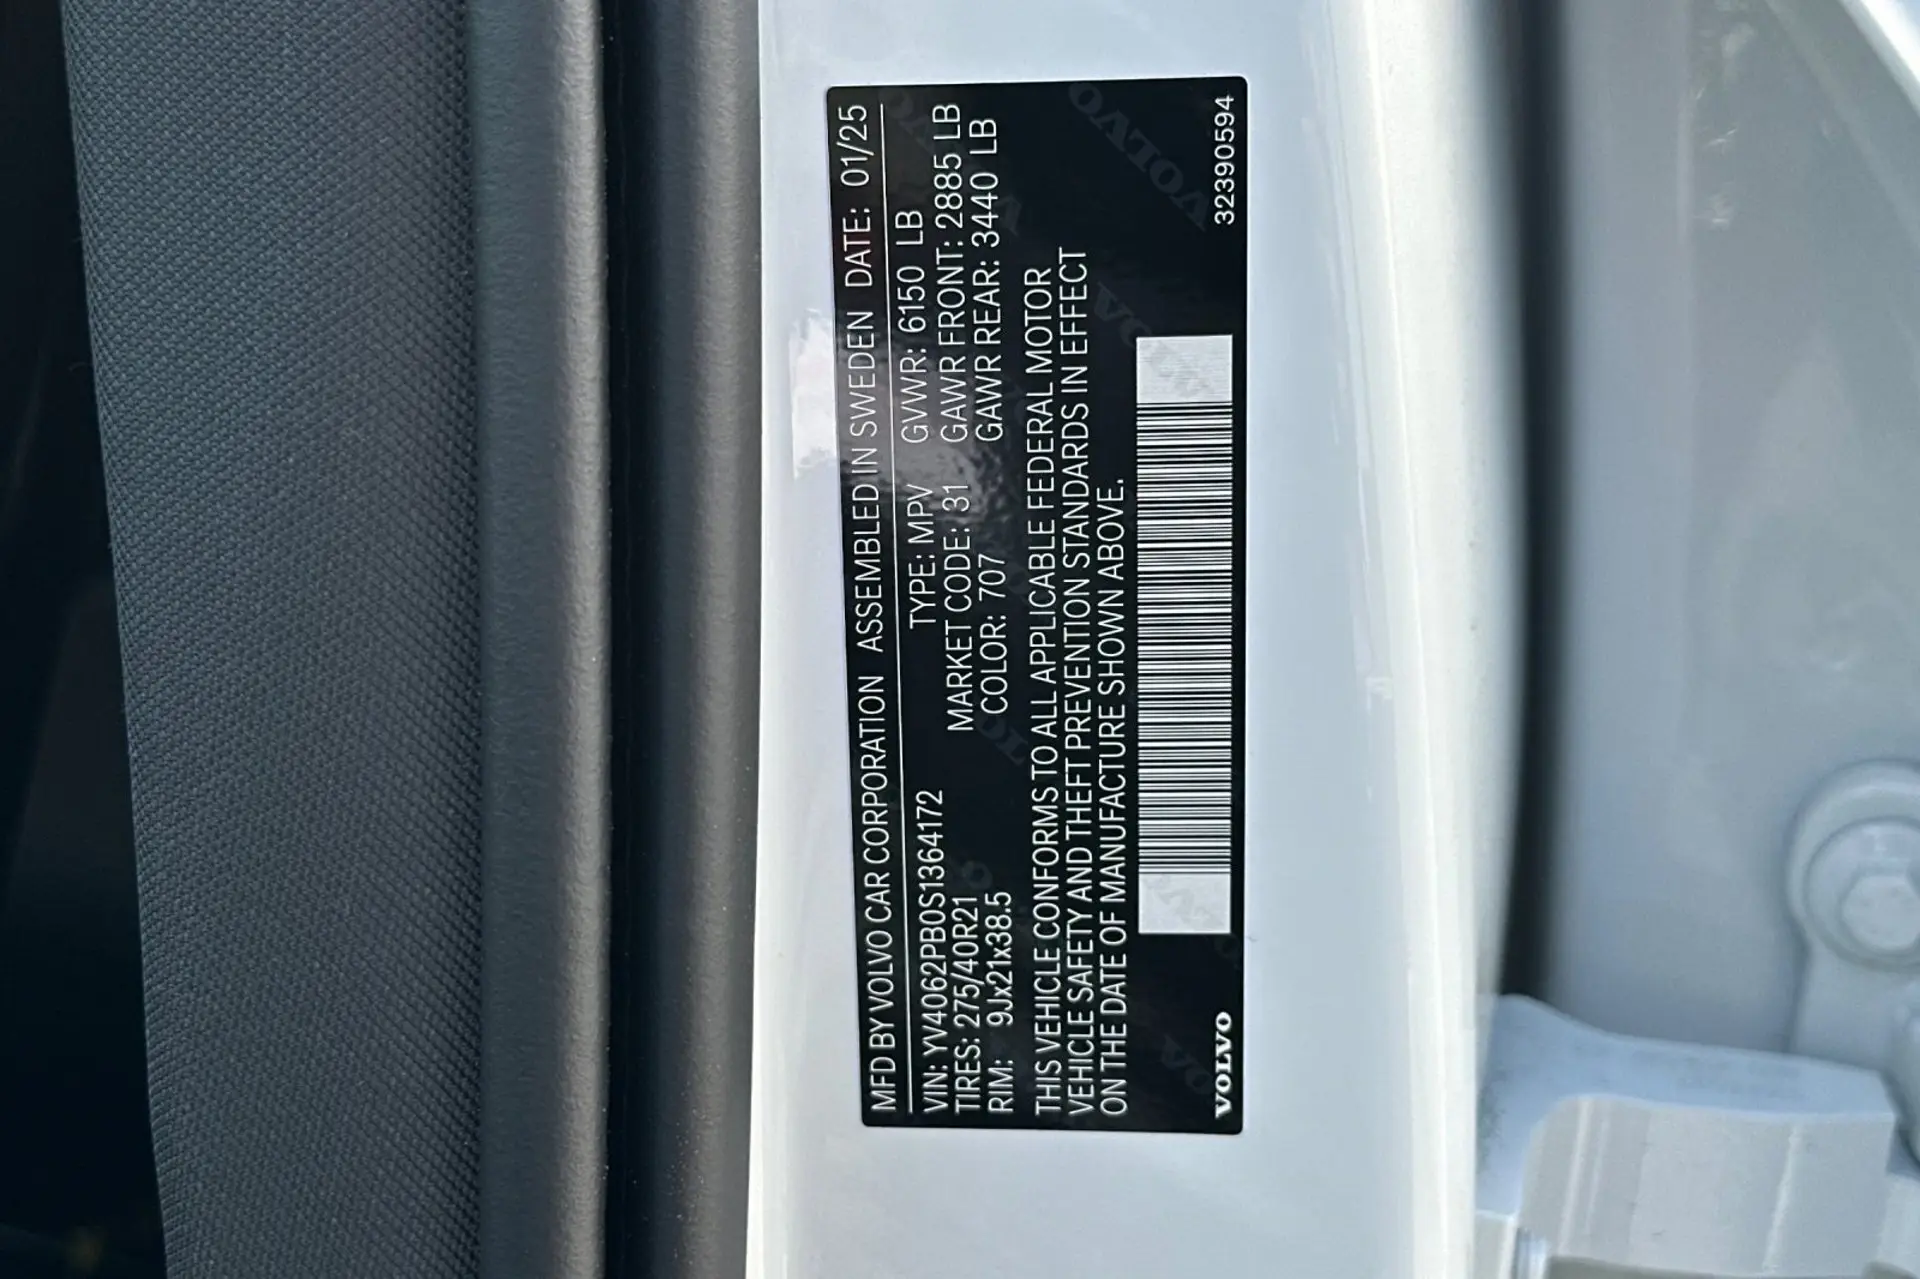 MFD BY VOLVO CAR CORPORATION ASSEMBLED IN SWEDEN DATE: 01/25
VIN: YV4062PB0S1364172 TYPE: MPV GVWR: 6150 LB
TIRES: 275/40R21 MARKET CODE: 31 GAWR FRONT: 2885 LB
RIM: 9Jx21x38.5 COLOR: 707 GAWR REAR: 3440 LB
THIS VEHICLE CONFORMS TO ALL APPLICABLE FEDERAL MOTOR
VEHICLE SAFETY AND THEFT PREVENTION STANDARDS IN EFFECT
ON THE DATE OF MANUFACTURE SHOWN ABOVE.
VOLVO 32390594